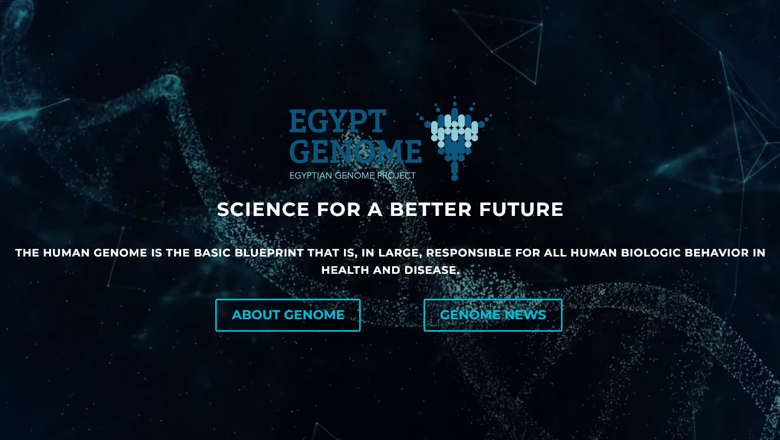 EGYPT
GENOME
EGYPTIAN GENOME PROJECT
SCIENCE FOR A BETTER FUTURE
THE HUMAN GENOME IS THE BASIC BLUEPRINT THAT IS, IN LARGE, RESPONSIBLE FOR ALL HUMAN BIOLOGIC BEHAVIOR IN
HEALTH AND DISEASE.
ABOUT GENOME
GENOME NEWS